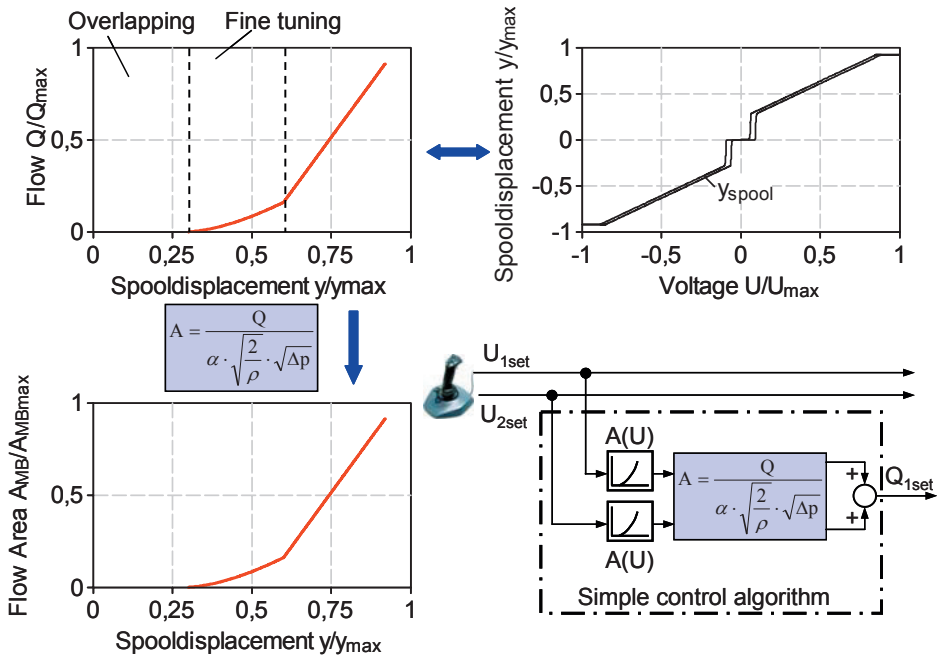 Overlapping
Fine tuning
Flow Q/Qmax
1
0,5
0
0
0,25
0,5
0,75
1
Spooldisplacement y/ymax
Spooldisplacement y/ymax
1
0,5
0
-0,5
-1
yspool
-1
-0,5
0
0,5
1
Voltage U/Umax
A = Q / (α · √(2/ρ) · √Δp)
Flow Area AMB/AMBmax
1
0,5
0
0
0,25
0,5
0,75
1
Spooldisplacement y/ymax
U1set
U2set
A(U)
A(U)
A = Q / (α · √(2/ρ) · √Δp)
+
+
Q1set
Simple control algorithm